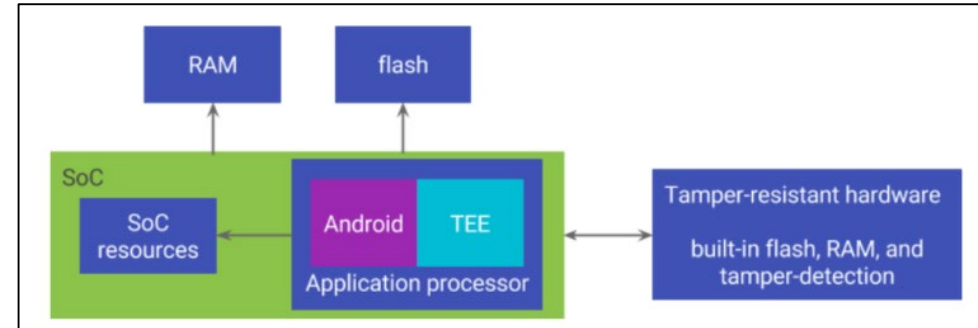 RAM
flash
SoC
SoC
resources
Android
TEE
Application processor
Tamper-resistant hardware
built-in flash, RAM, and
tamper-detection